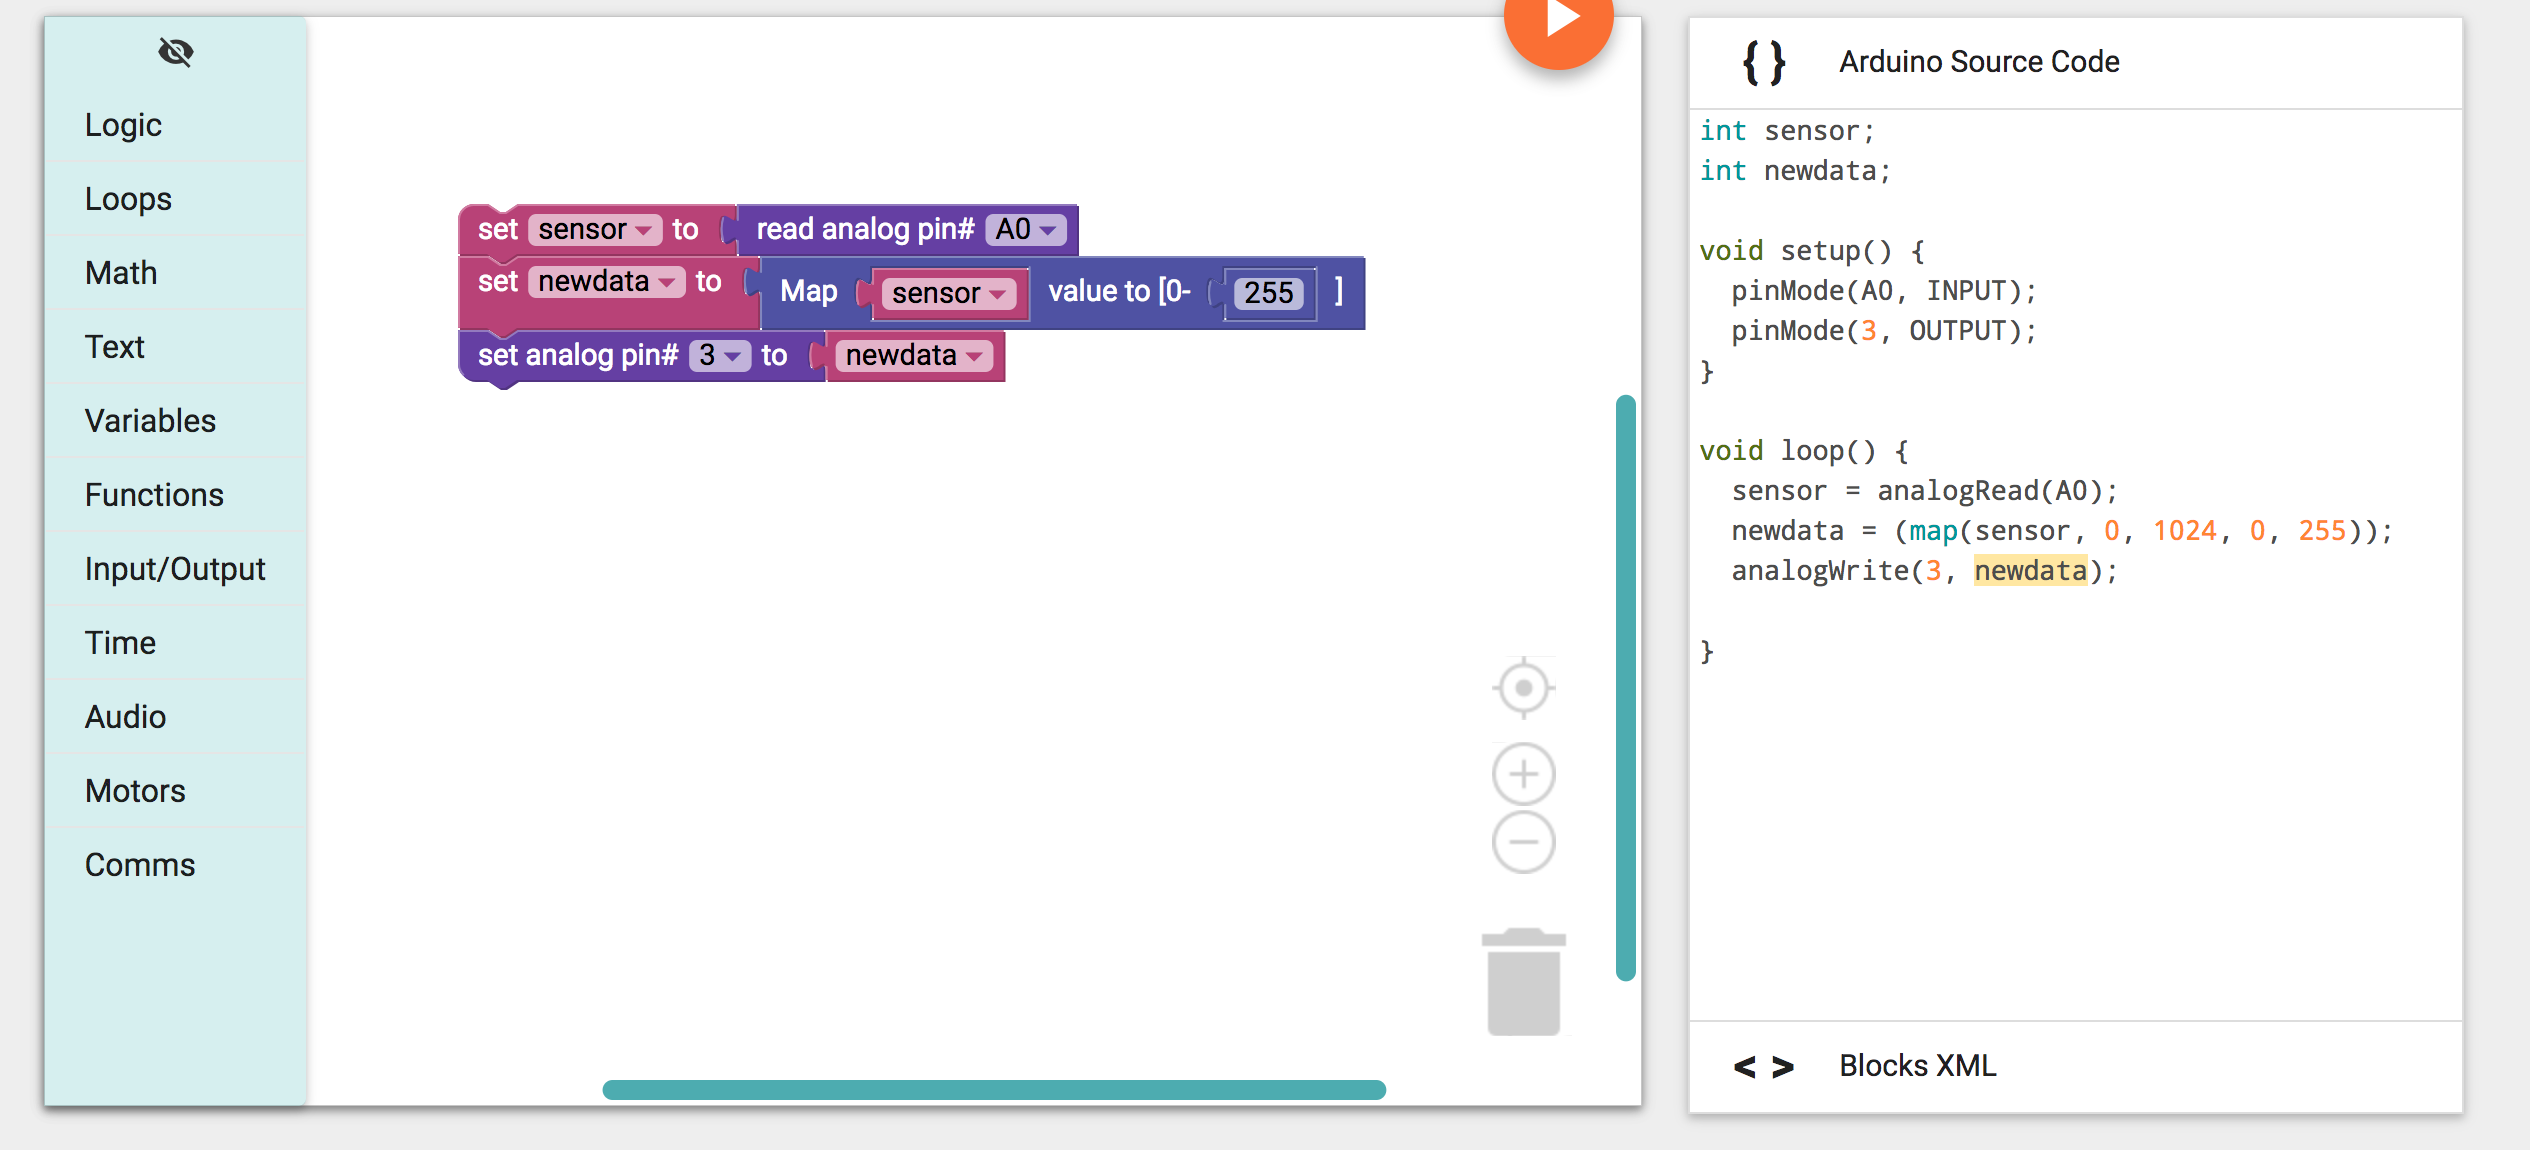 Logic
Loops
Math
Text
Variables
Functions
Input/Output
Time
Audio
Motors
Comms
set sensor to read analog pin# A0
set newdata to Map sensor value to [0- 255 ]
set analog pin# 3 to newdata
{ } Arduino Source Code
int sensor;
int newdata;
void setup() {
  pinMode(A0, INPUT);
  pinMode(3, OUTPUT);
}
void loop() {
  sensor = analogRead(A0);
  newdata = (map(sensor, 0, 1024, 0, 255));
  analogWrite(3, newdata);
}
< > Blocks XML